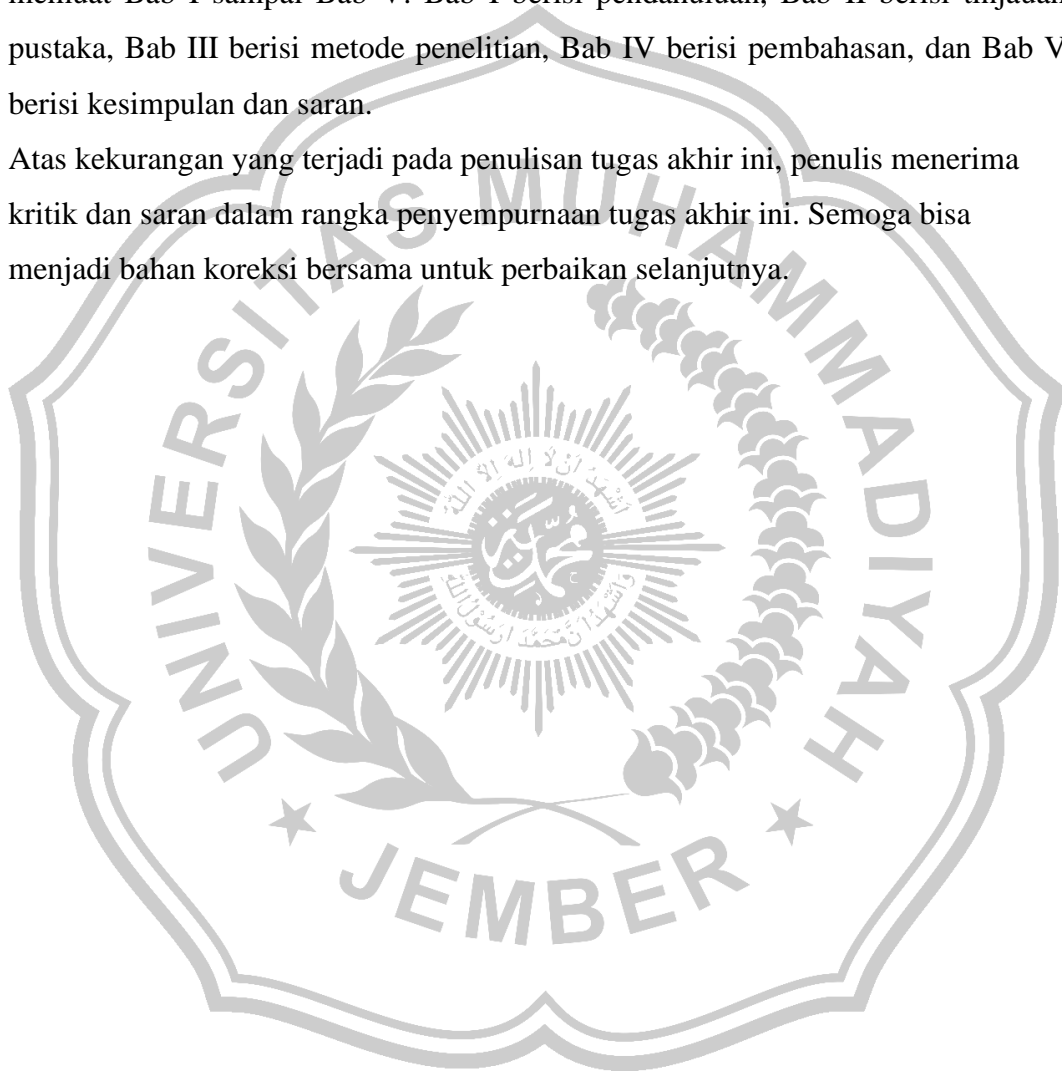 memuat Bab I sampai Bab V. Bab I berisi pendahuluan, Bab II berisi tinjauan
pustaka, Bab III berisi metode penelitian, Bab IV berisi pembahasan, dan Bab V
berisi kesimpulan dan saran.
Atas kekurangan yang terjadi pada penulisan tugas akhir ini, penulis menerima
kritik dan saran dalam rangka penyempurnaan tugas akhir ini. Semoga bisa
menjadi bahan koreksi bersama untuk perbaikan selanjutnya.
UNIVERSITAS MUHAMMADIYAH
JEMBER
اَشْهَدُ اَنْ لَا اِلٰهَ اِلَّا اللّٰهُ
وَاَشْهَدُ اَنَّ مُحَمَّدًا رَسُوْلُ اللّٰهِ